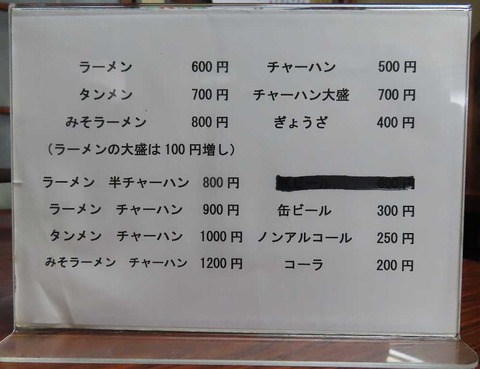 ラーメン 600円 チャーハン 500円
タンメン 700円 チャーハン大盛 700円
みそラーメン 800円 ぎょうざ 400円
（ラーメンの大盛は100円増し）
ラーメン 半チャーハン 800円
ラーメン チャーハン 900円 缶ビール 300円
タンメン チャーハン 1000円 ノンアルコール 250円
みそラーメン チャーハン 1200円 コーラ 200円